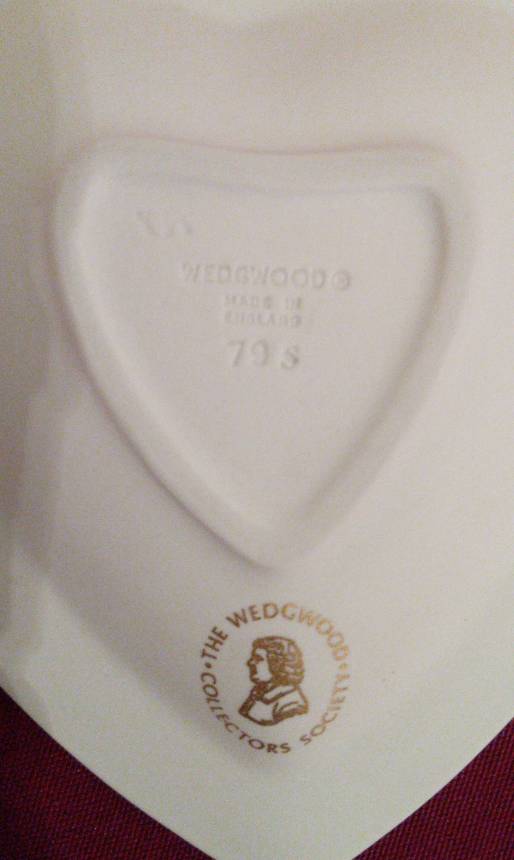 WEDGWOOD®
MADE IN
ENGLAND
79 S
• THE WEDGWOOD •
COLLECTORS SOCIETY